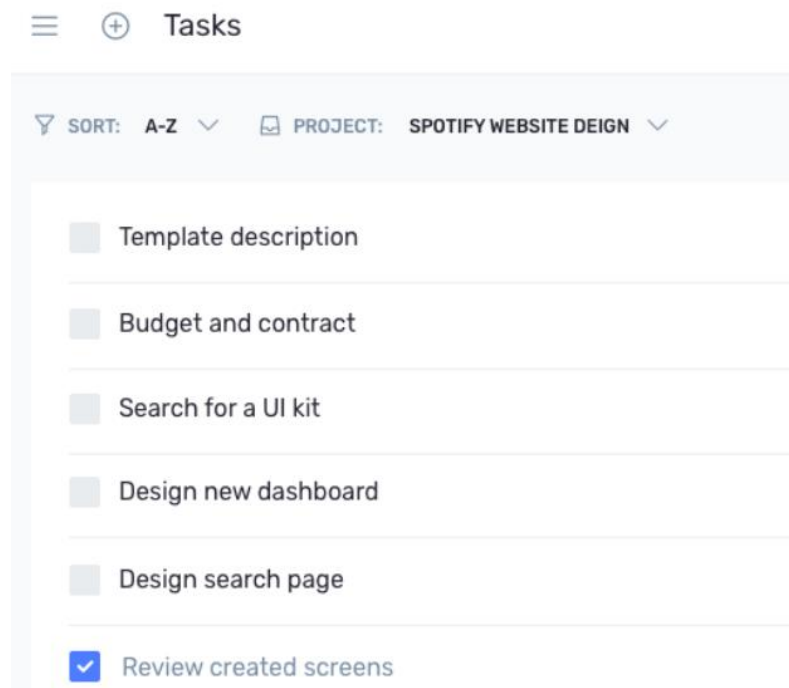 Tasks
SORT: A-Z PROJECT: SPOTIFY WEBSITE DEIGN
Template description
Budget and contract
Search for a UI kit
Design new dashboard
Design search page
Review created screens